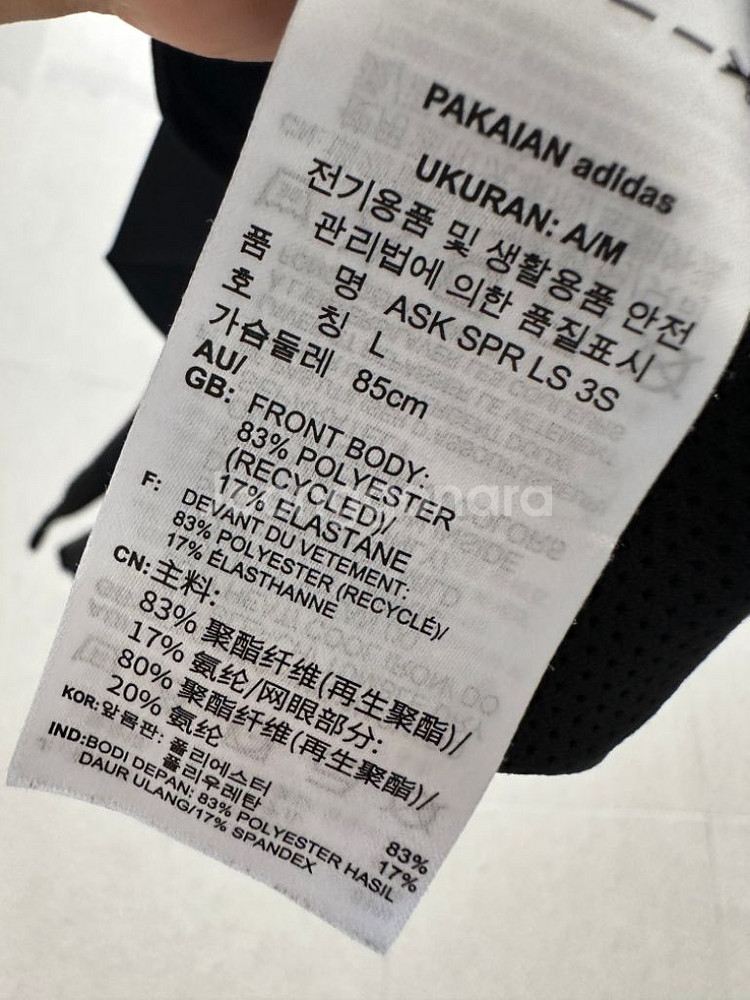 PAKAIAN adidas
UKURAN: A/M
전기용품 및 생활용품 안전
관리법에 의한 품질표시
품 명 ASK SPR LS 3S
호 칭 L
가슴둘레 85cm
AU/
GB: FRONT BODY:
83% POLYESTER
(RECYCLED)/
17% ELASTANE
F: DEVANT DU VETEMENT:
83% POLYESTER (RECYCLÉ)/
17% ÉLASTHANNE
CN: 主料:
83% 聚酯纤维(再生聚酯)/
17% 氨纶/网眼部分:
80% 聚酯纤维(再生聚酯)/
20% 氨纶
KOR: 앞몸판: 폴리에스터 83%
폴리우레탄 17%
IND: BODI DEPAN: 83% POLYESTER HASIL
DAUR ULANG/17% SPANDEX